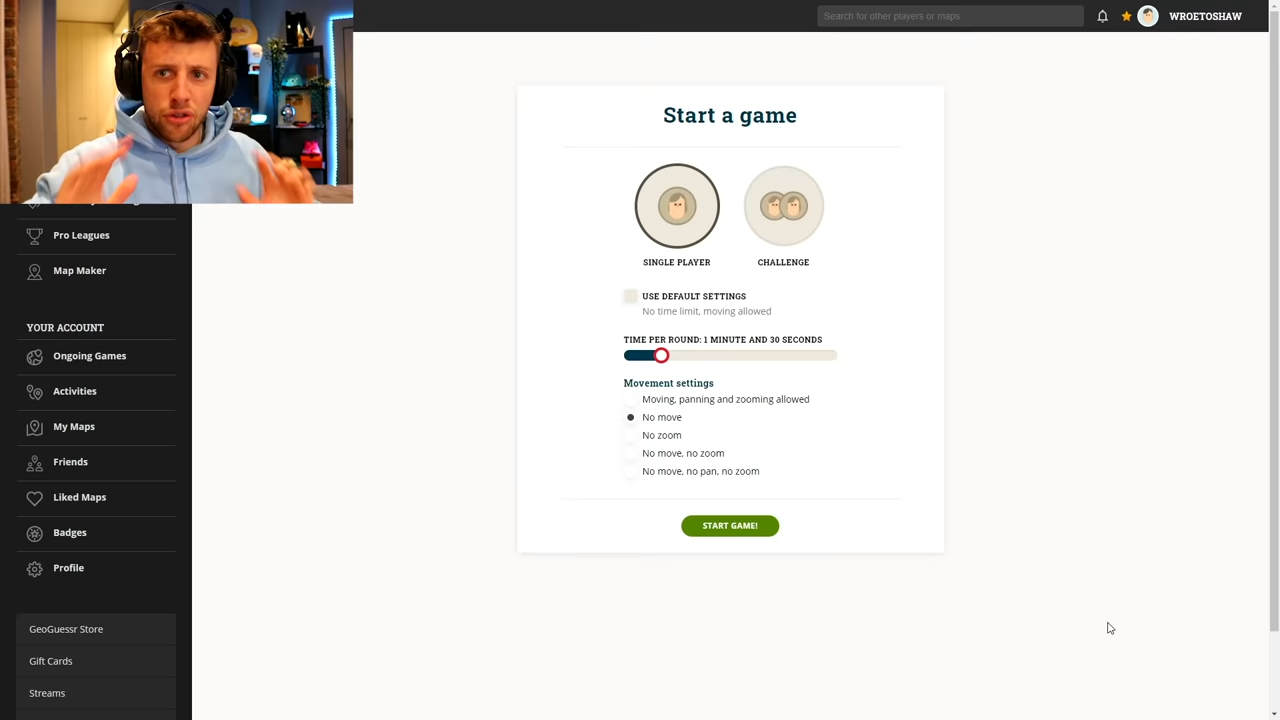 Search for other players or maps
WROETOSHAW
Start a game
SINGLE PLAYER
CHALLENGE
USE DEFAULT SETTINGS
No time limit, moving allowed
TIME PER ROUND: 1 MINUTE AND 30 SECONDS
Movement settings
Moving, panning and zooming allowed
No move
No zoom
No move, no zoom
No move, no pan, no zoom
START GAME!
Pro Leagues
Map Maker
YOUR ACCOUNT
Ongoing Games
Activities
My Maps
Friends
Liked Maps
Badges
Profile
GeoGuessr Store
Gift Cards
Streams